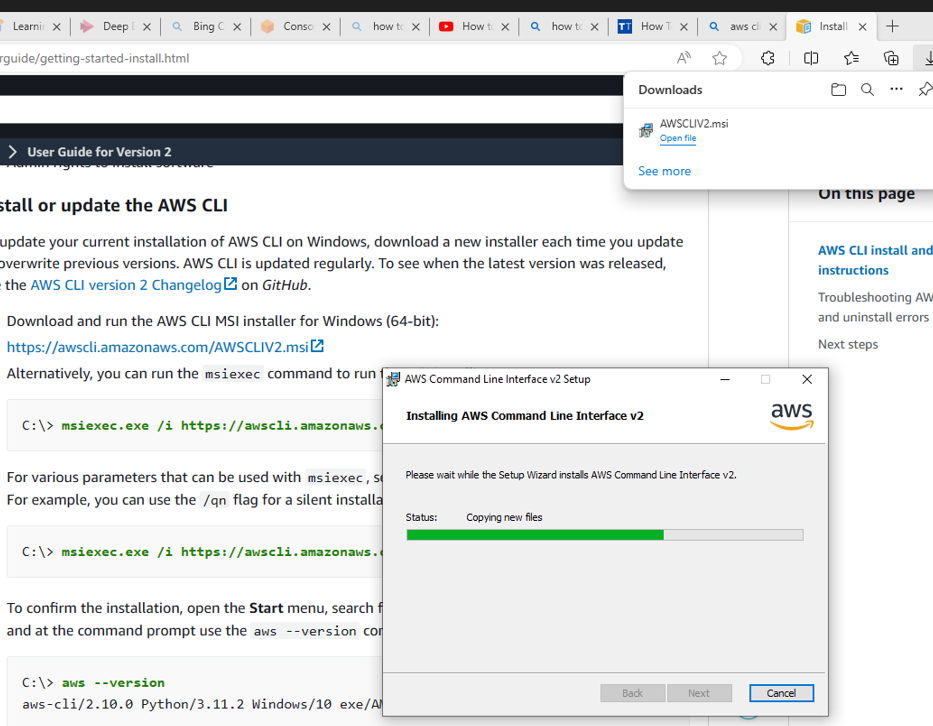 Learni
Deep D
Bing C
Conso
how to
How to
how to
How T
aws cli
Install
rguide/getting-started-install.html
Downloads
AWSCLIV2.msi
Open file
See more
User Guide for Version 2
Admin rights to install software
stall or update the AWS CLI
update your current installation of AWS CLI on Windows, download a new installer each time you update
overwrite previous versions. AWS CLI is updated regularly. To see when the latest version was released,
the AWS CLI version 2 Changelog on GitHub.
Download and run the AWS CLI MSI installer for Windows (64-bit):
https://awscli.amazonaws.com/AWSCLIV2.msi
Alternatively, you can run the msiexec command to run
C:\> msiexec.exe /i https://awscli.amazonaws.c
For various parameters that can be used with msiexec, se
For example, you can use the /qn flag for a silent installa
C:\> msiexec.exe /i https://awscli.amazonaws.c
To confirm the installation, open the Start menu, search f
and at the command prompt use the aws --version con
C:\> aws --version
aws-cli/2.10.0 Python/3.11.2 Windows/10 exe/AM
On this page
AWS CLI install and
instructions
Troubleshooting AW
and uninstall errors
Next steps
AWS Command Line Interface v2 Setup
Installing AWS Command Line Interface v2
aws
Please wait while the Setup Wizard installs AWS Command Line Interface v2.
Status: Copying new files
Back
Next
Cancel